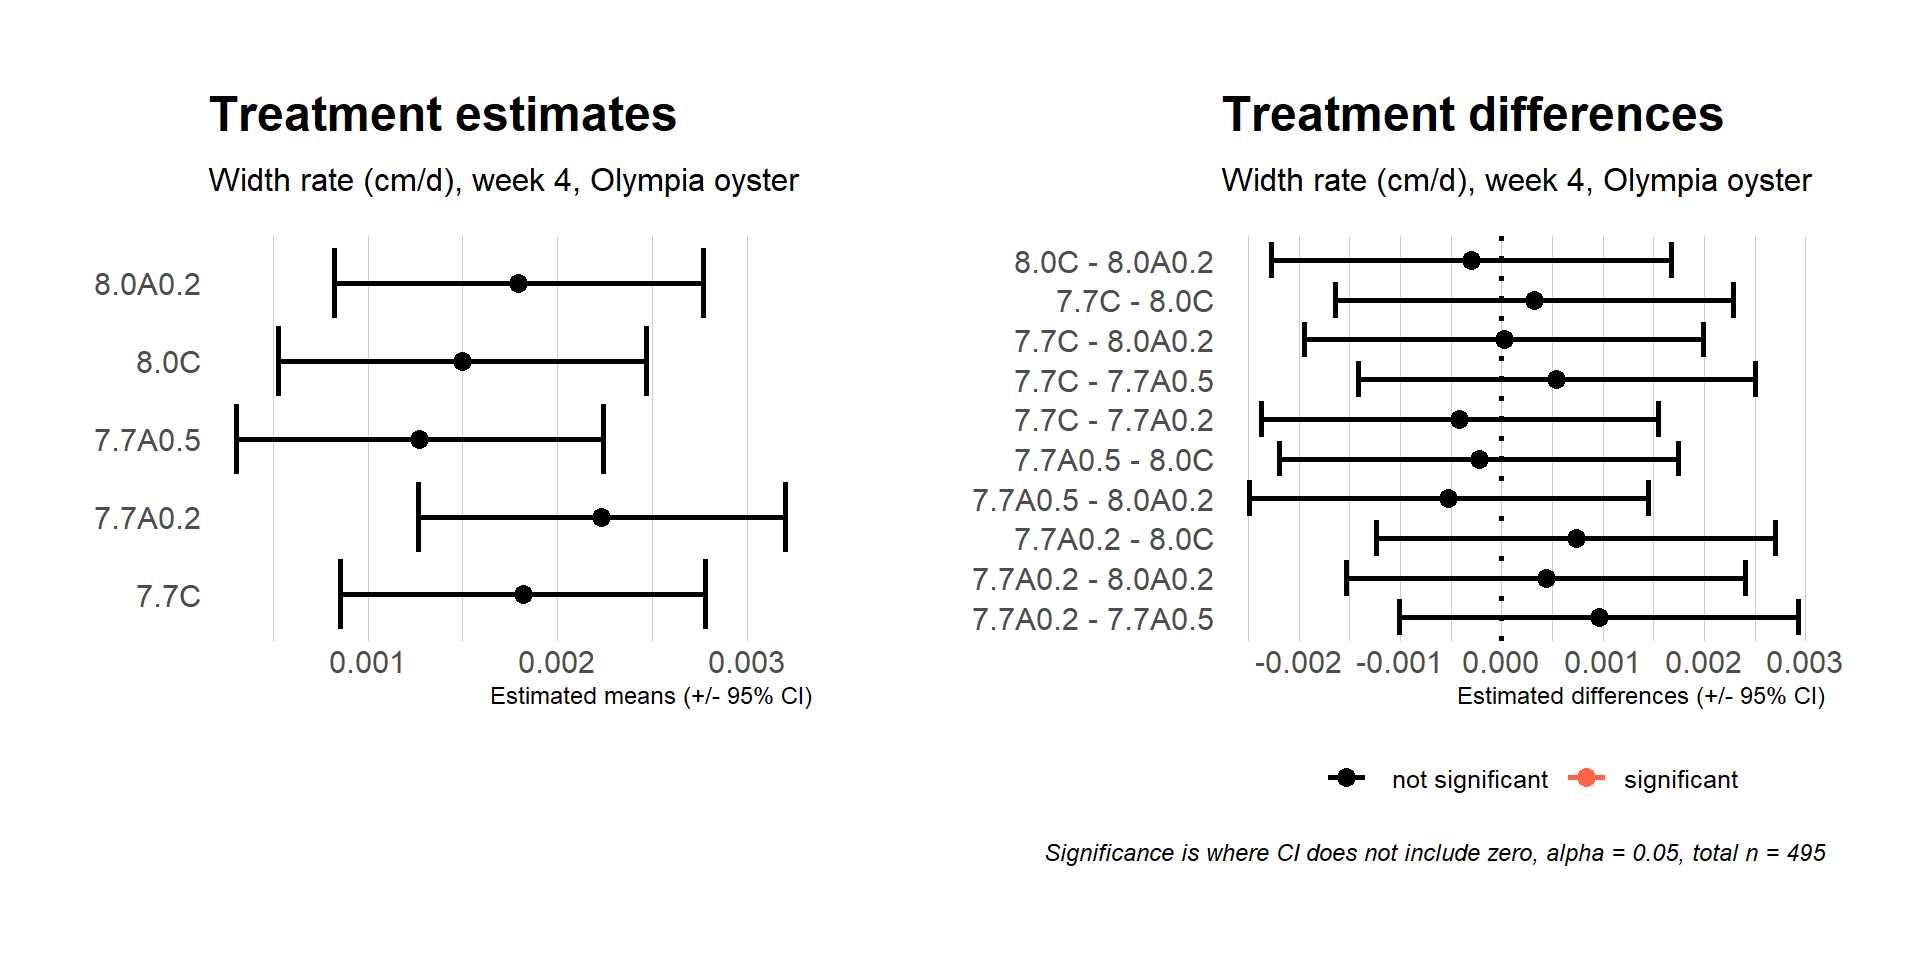 Treatment estimates
Width rate (cm/d), week 4, Olympia oyster
8.0A0.2
8.0C
7.7A0.5
7.7A0.2
7.7C
0.001 0.002 0.003
Estimated means (+/- 95% CI)
Treatment differences
Width rate (cm/d), week 4, Olympia oyster
8.0C - 8.0A0.2
7.7C - 8.0C
7.7C - 8.0A0.2
7.7C - 7.7A0.5
7.7C - 7.7A0.2
7.7A0.5 - 8.0C
7.7A0.5 - 8.0A0.2
7.7A0.2 - 8.0C
7.7A0.2 - 8.0A0.2
7.7A0.2 - 7.7A0.5
-0.002 -0.001 0.000 0.001 0.002 0.003
Estimated differences (+/- 95% CI)
not significant significant
Significance is where CI does not include zero, alpha = 0.05, total n = 495